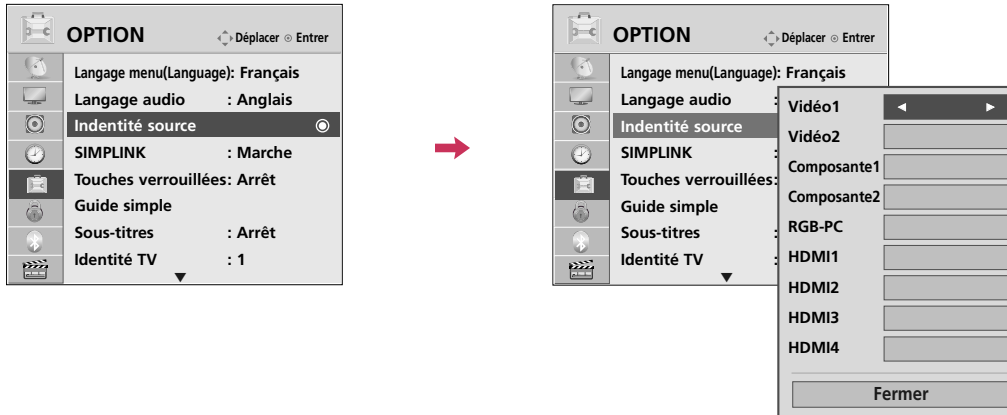 OPTION
Déplacer Entrer
Langage menu(Language): Français
Langage audio : Anglais
Indentité source
SIMPLINK : Marche
Touches verrouillées: Arrêt
Guide simple
Sous-titres : Arrêt
Identité TV : 1
OPTION
Déplacer Entrer
Langage menu(Language): Français
Langage audio :
Indentité source
SIMPLINK :
Touches verrouillées:
Guide simple
Sous-titres :
Identité TV :
Vidéo1
Vidéo2
Composante1
Composante2
RGB-PC
HDMI1
HDMI2
HDMI3
HDMI4
Fermer